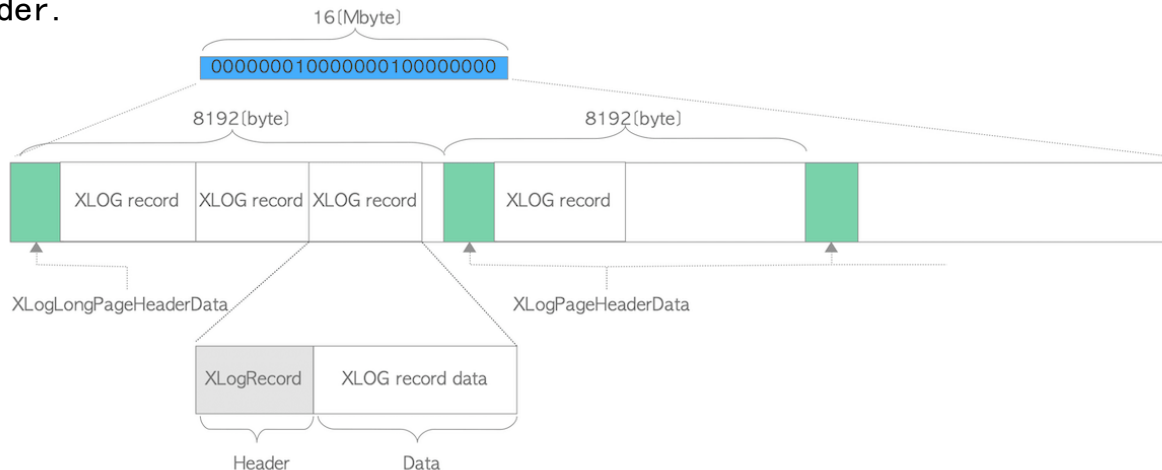 der.
16(Mbyte)
000000010000000100000000
8192(byte)
8192(byte)
XLOG record
XLOG record
XLOG record
XLOG record
XLogLongPageHeaderData
XLogPageHeaderData
XLogRecord
XLOG record data
Header
Data